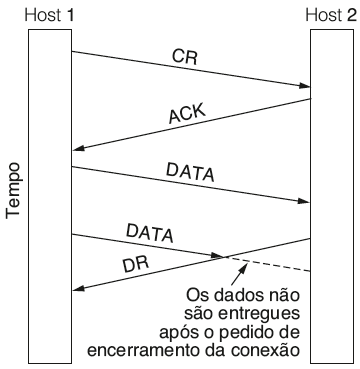 Host 1
Host 2
CR
ACK
DATA
Tempo
DATA
DR
Os dados não
são entregues
após o pedido de
encerramento da conexão